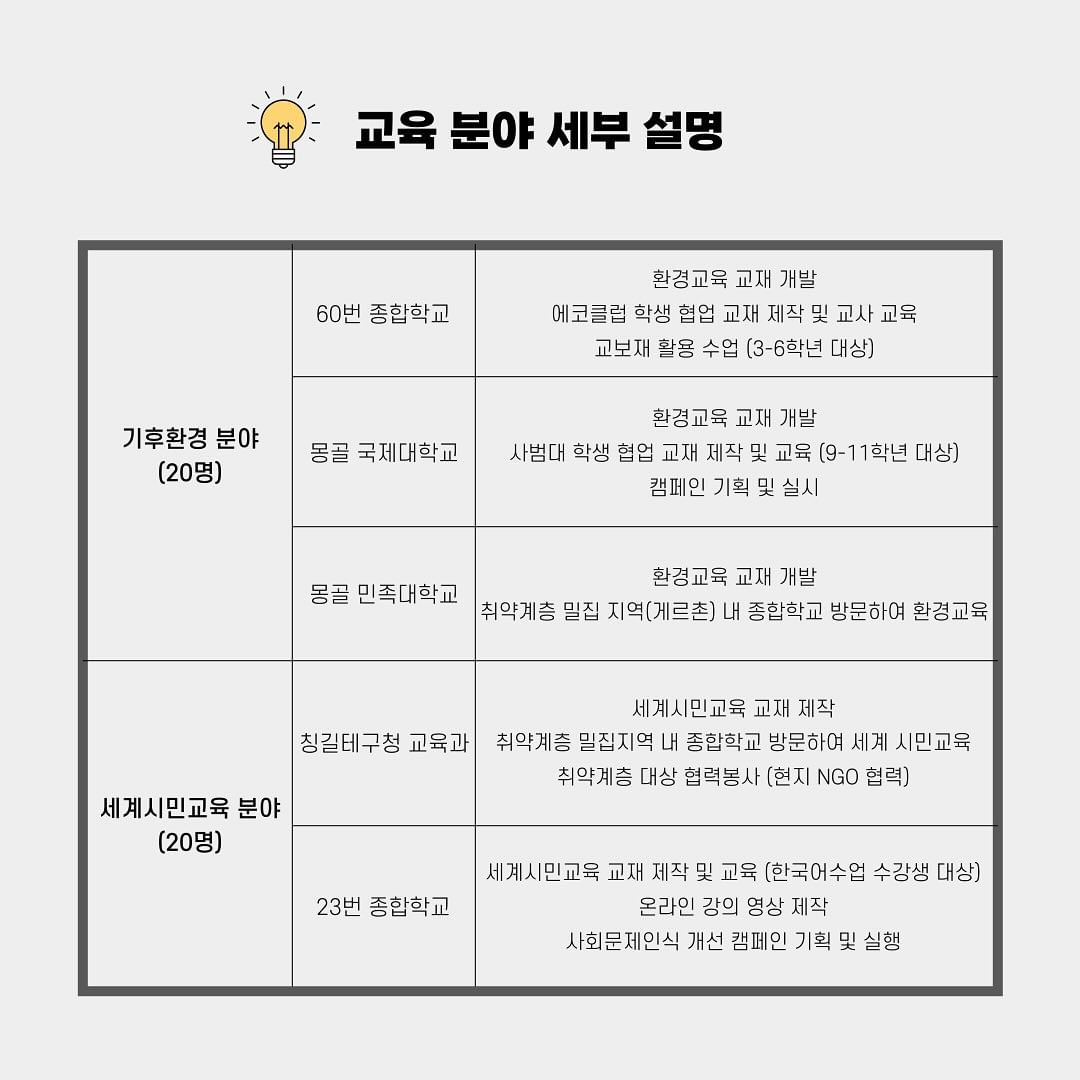 교육 분야 세부 설명
기후환경 분야
(20명)
60번 종합학교
환경교육 교재 개발
에코클럽 학생 협업 교재 제작 및 교사 교육
교보재 활용 수업 (3-6학년 대상)
몽골 국제대학교
환경교육 교재 개발
사범대 학생 협업 교재 제작 및 교육 (9-11학년 대상)
캠페인 기획 및 실시
몽골 민족대학교
환경교육 교재 개발
취약계층 밀집 지역(게르촌) 내 종합학교 방문하여 환경교육
세계시민교육 분야
(20명)
칭길테구청 교육과
세계시민교육 교재 제작
취약계층 밀집지역 내 종합학교 방문하여 세계 시민교육
취약계층 대상 협력봉사 (현지 NGO 협력)
23번 종합학교
세계시민교육 교재 제작 및 교육 (한국어수업 수강생 대상)
온라인 강의 영상 제작
사회문제인식 개선 캠페인 기획 및 실행